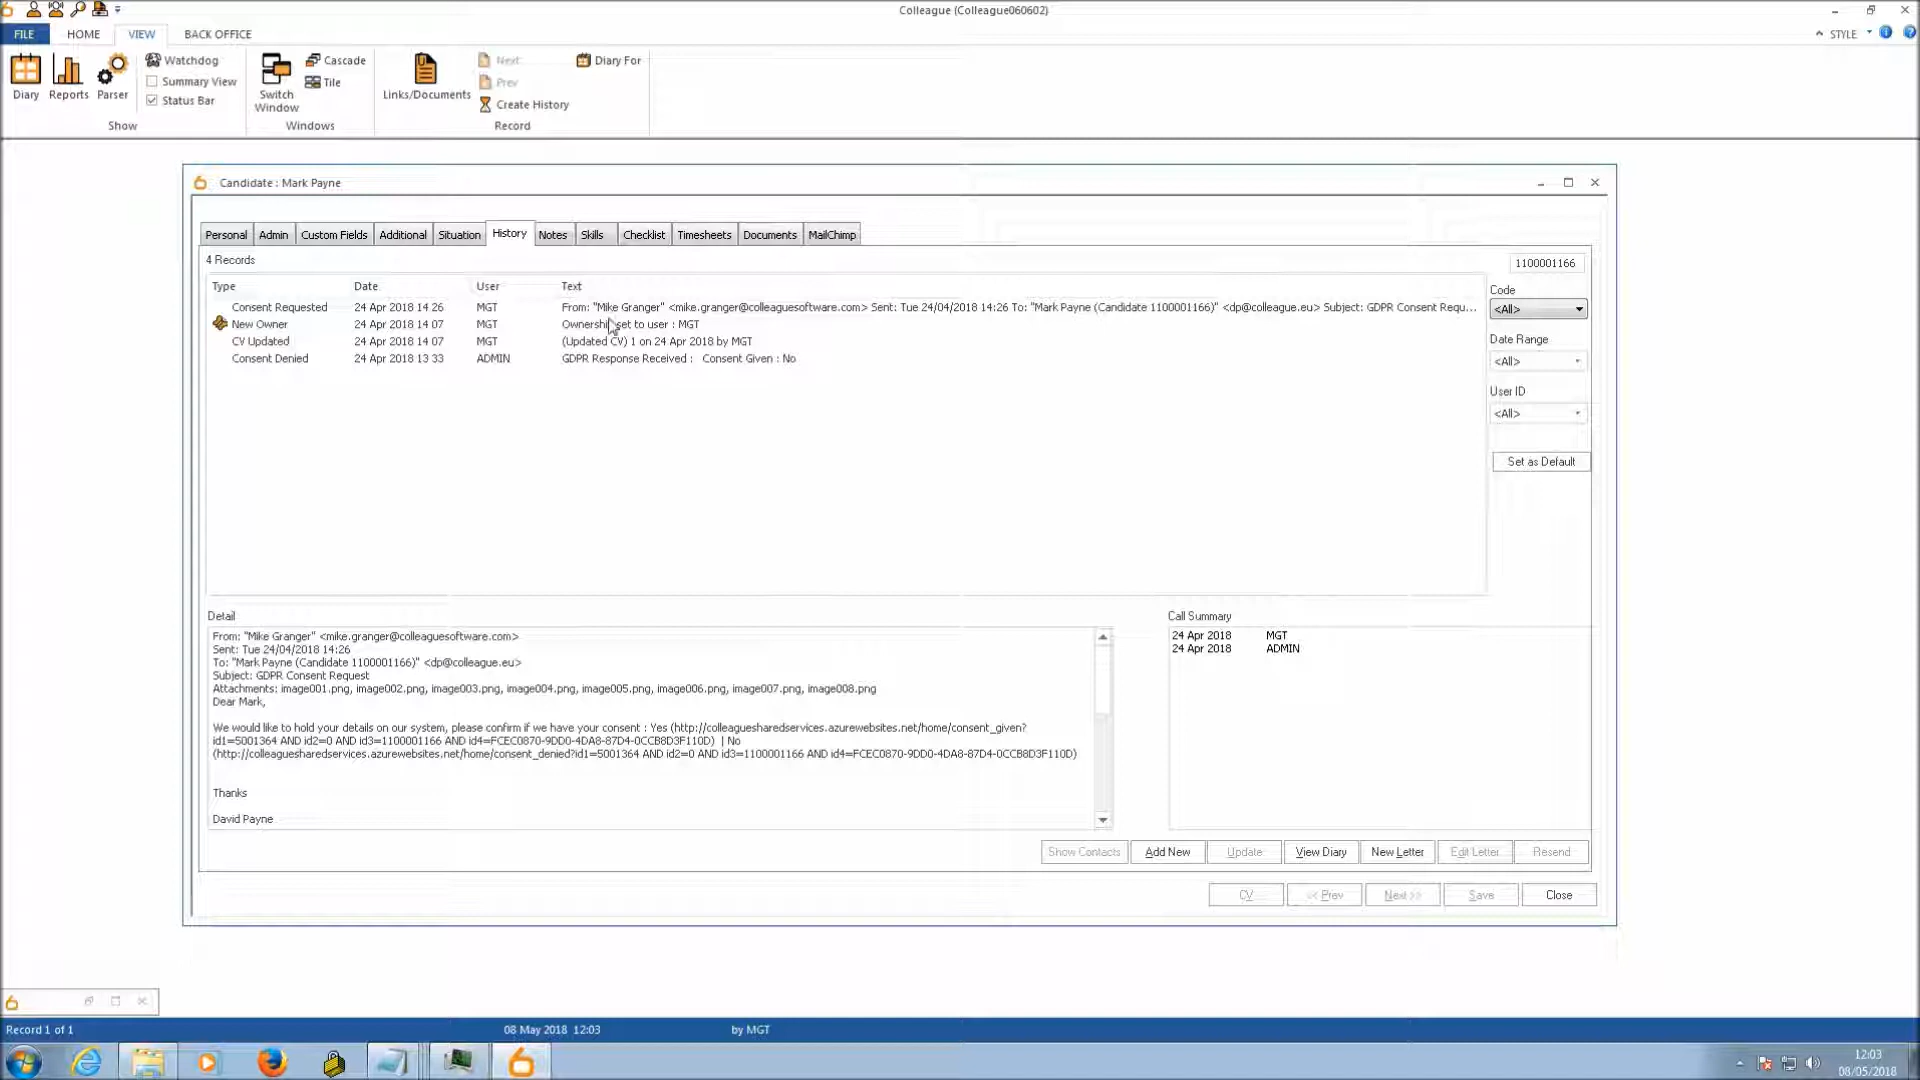 Colleague (Colleague060602)
FILE HOME VIEW BACK OFFICE
STYLE
Diary
Reports
Parser
Watchdog
Summary View
Status Bar
Show
Switch Window
Cascade
Tile
Windows
Links/Documents
Next
Prev
Create History
Diary For
Record
Candidate : Mark Payne
Personal Admin Custom Fields Additional Situation History Notes Skills Checklist Timesheets Documents MailChimp
4 Records
1100001166
Type Date User Text
Consent Requested 24 Apr 2018 14 26 MGT From: "Mike Granger" <mike.granger@colleaguesoftware.com> Sent: Tue 24/04/2018 14:26 To: "Mark Payne (Candidate 1100001166)" <dp@colleague.eu> Subject: GDPR Consent Requ...
New Owner 24 Apr 2018 14 07 MGT Ownership set to user : MGT
CV Updated 24 Apr 2018 14 07 MGT (Updated CV) 1 on 24 Apr 2018 by MGT
Consent Denied 24 Apr 2018 13 33 ADMIN GDPR Response Received : Consent Given : No
Code
<All>
Date Range
<All>
User ID
<All>
Set as Default
Detail
From: "Mike Granger" <mike.granger@colleaguesoftware.com>
Sent: Tue 24/04/2018 14:26
To: "Mark Payne (Candidate 1100001166)" <dp@colleague.eu>
Subject: GDPR Consent Request
Attachments: image001.png, image002.png, image003.png, image004.png, image005.png, image006.png, image007.png, image008.png
Dear Mark,
We would like to hold your details on our system, please confirm if we have your consent : Yes (http://colleaguesharedservices.azurewebsites.net/home/consent_given?
id1=5001364 AND id2=0 AND id3=1100001166 AND id4=FCEC0870-9DD0-4DA8-87D4-0CCB8D3F110D) | No
(http://colleaguesharedservices.azurewebsites.net/home/consent_denied?id1=5001364 AND id2=0 AND id3=1100001166 AND id4=FCEC0870-9DD0-4DA8-87D4-0CCB8D3F110D)
Thanks
David Payne
Call Summary
24 Apr 2018 MGT
24 Apr 2018 ADMIN
Show Contacts Add New Update View Diary New Letter Edit Letter Resend
CV << Prev Next >> Save Close
Record 1 of 1 08 May 2018 12:03 by MGT
12:03
08/05/2018